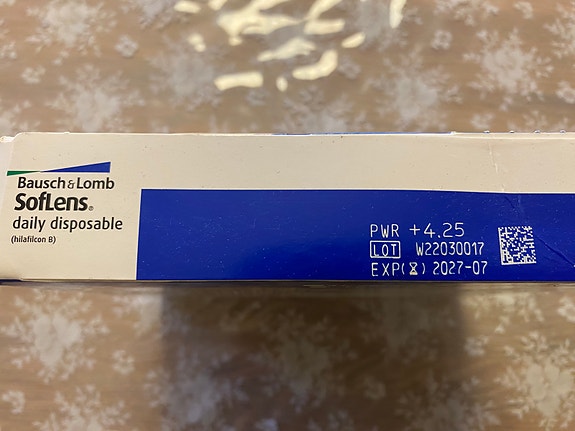 Bausch & Lomb
SofLens®
daily disposable
(hilafilcon B)
PWR +4.25
LOT W22030017
EXP(⌛) 2027-07